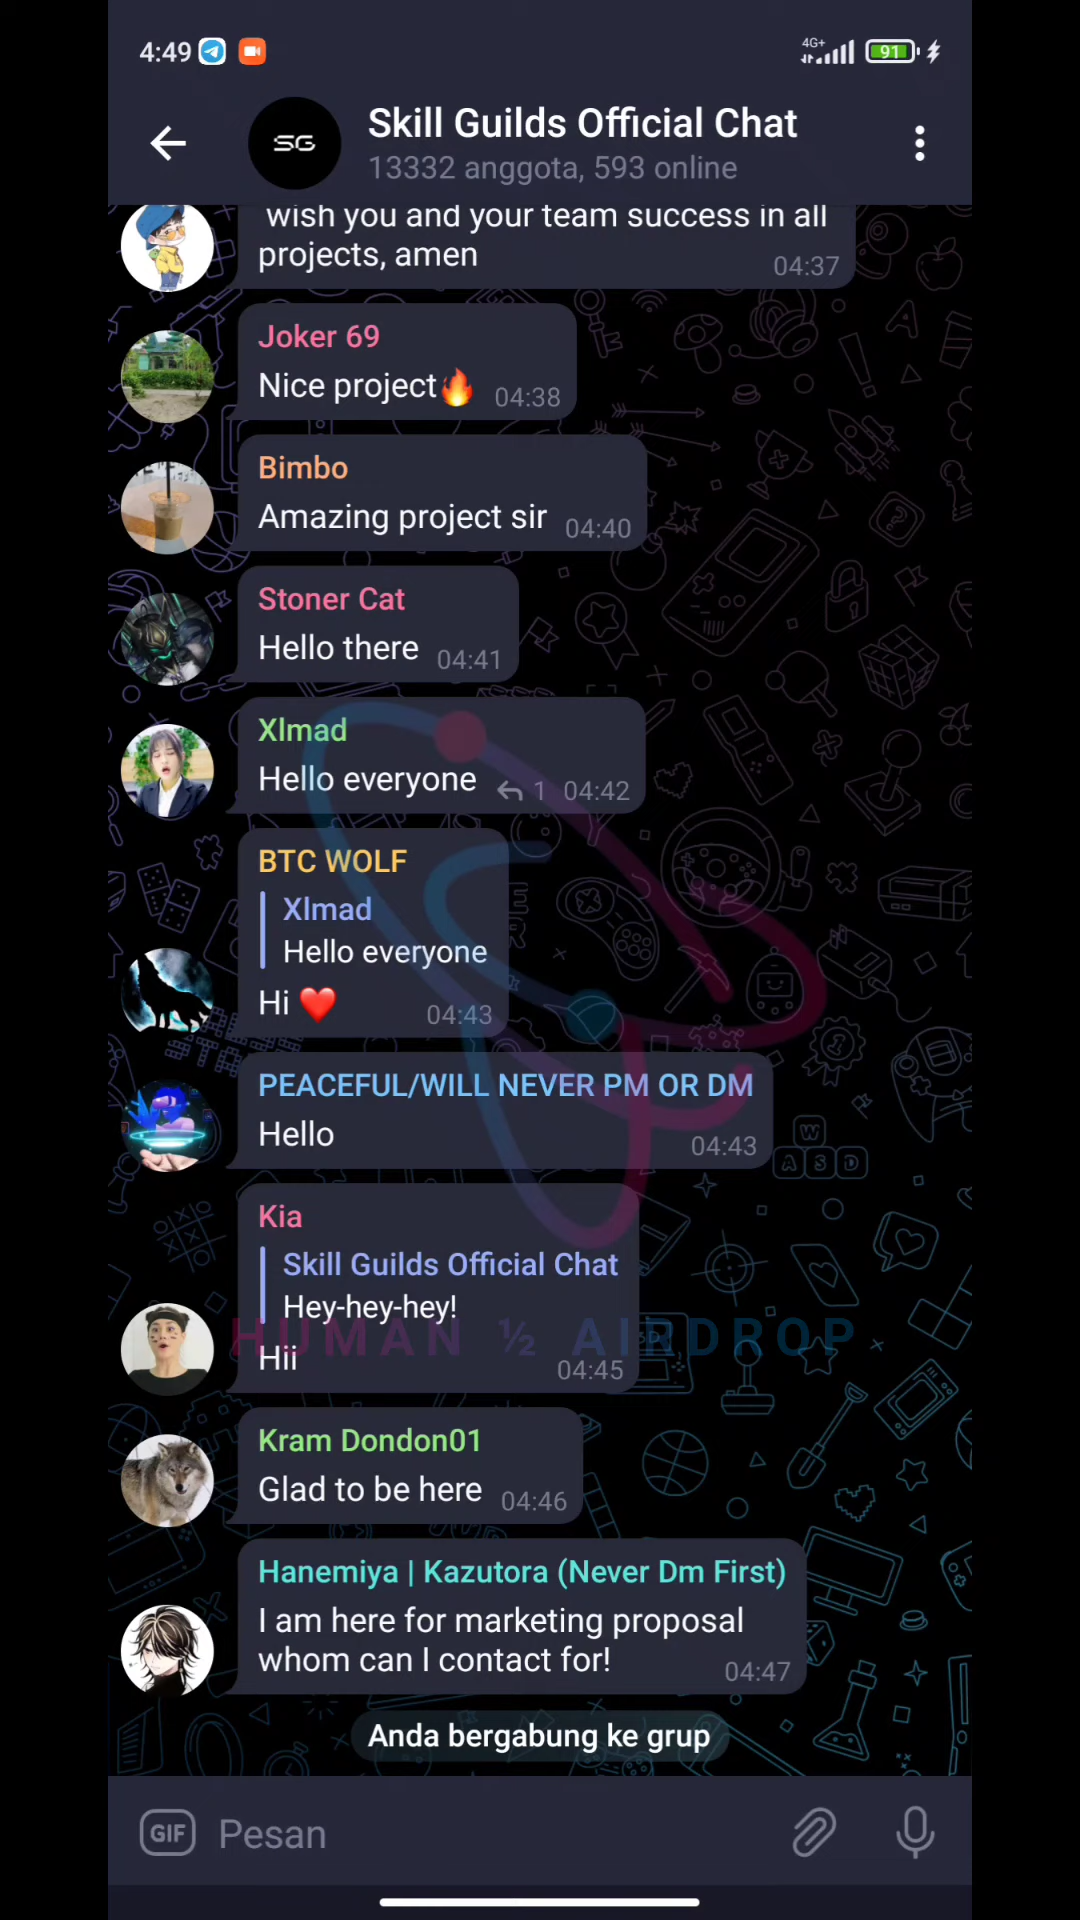 4:49
4G+
91
SG
Skill Guilds Official Chat
13332 anggota, 593 online
wish you and your team success in all
projects, amen
04:37
Joker 69
Nice project🔥 04:38
Bimbo
Amazing project sir 04:40
Stoner Cat
Hello there 04:41
Xlmad
Hello everyone 1 04:42
BTC WOLF
Xlmad
Hello everyone
Hi ❤️ 04:43
PEACEFUL/WILL NEVER PM OR DM
Hello 04:43
Kia
Skill Guilds Official Chat
Hey-hey-hey!
HUMAN ½ AIRDROP
Hii 04:45
Kram Dondon01
Glad to be here 04:46
Hanemiya | Kazutora (Never Dm First)
I am here for marketing proposal
whom can I contact for! 04:47
Anda bergabung ke grup
GIF Pesan